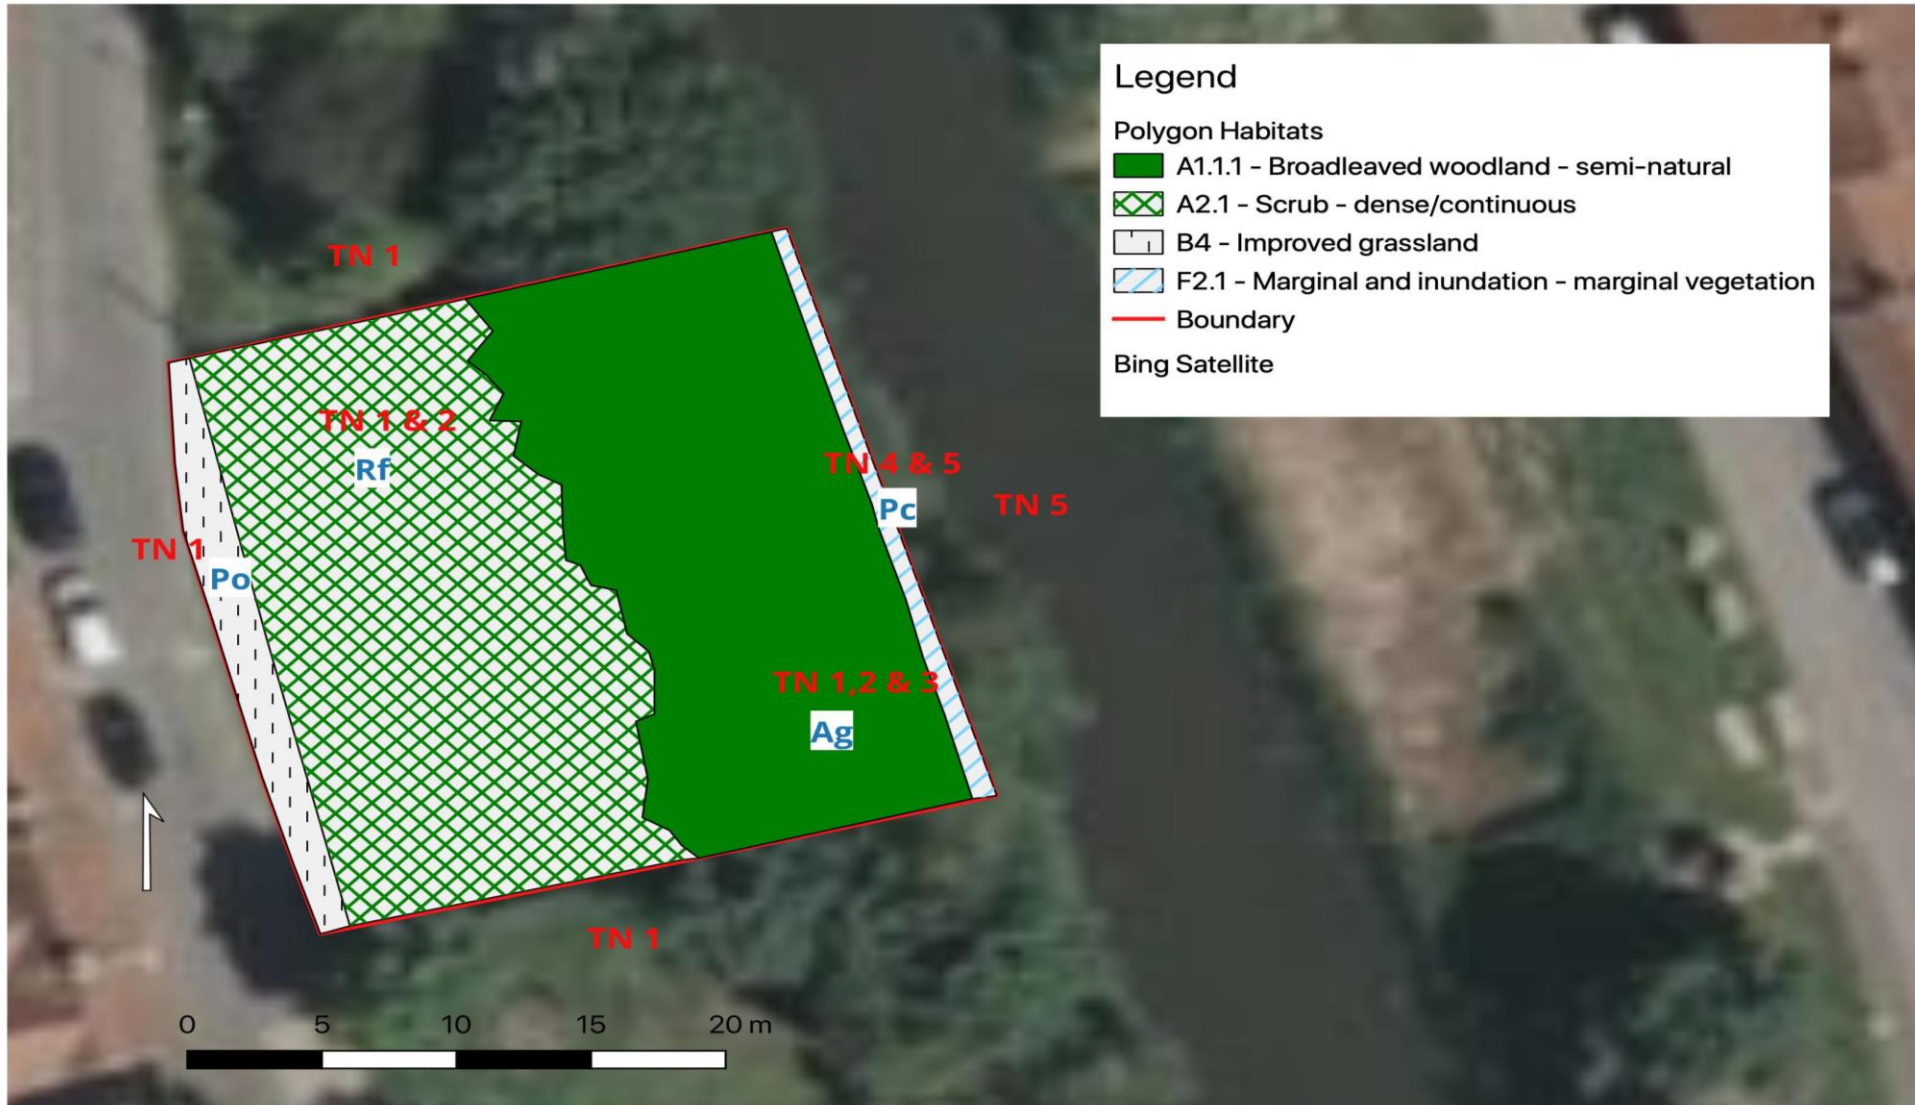 Legend
Polygon Habitats
A1.1.1 - Broadleaved woodland - semi-natural
A2.1 - Scrub - dense/continuous
B4 - Improved grassland
F2.1 - Marginal and inundation - marginal vegetation
Boundary
Bing Satellite
TN 1
TN 1 & 2
Rf
TN 4 & 5
Pc
TN 5
TN 1
Po
TN 1,2 & 3
Ag
TN 1
0 5 10 15 20 m